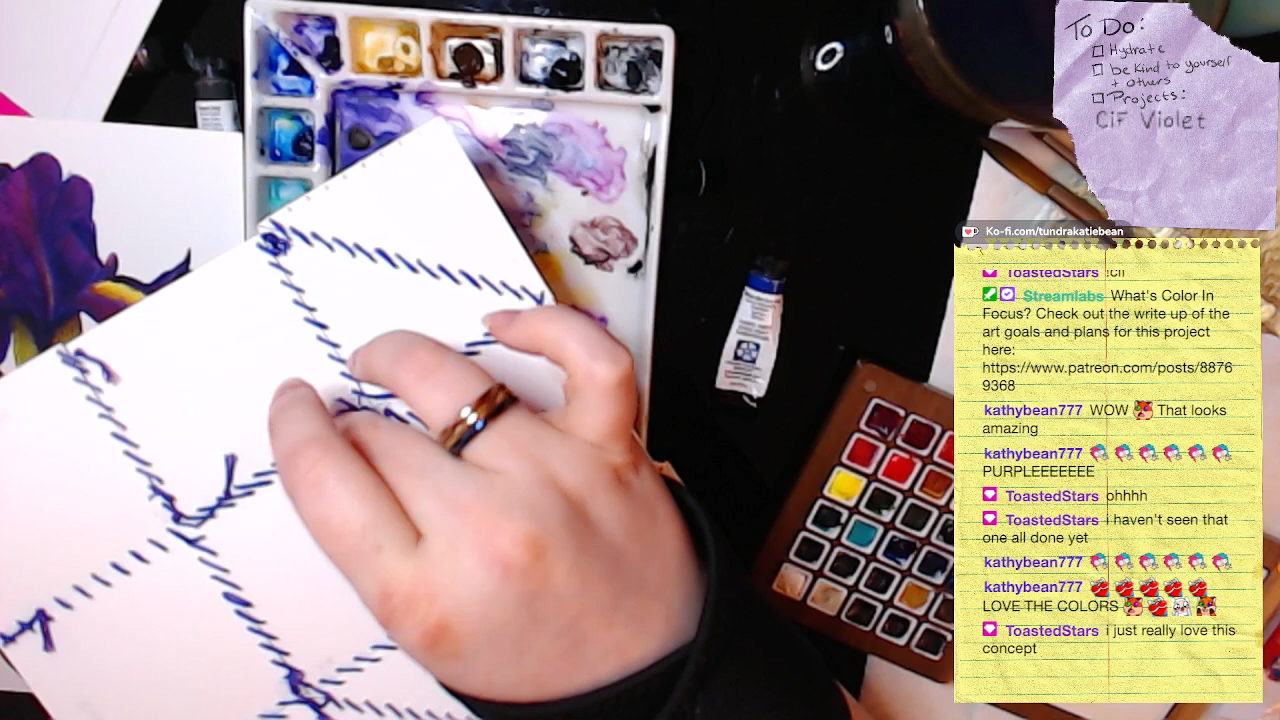 To Do:
Hydrate
be kind to yourself
+ others
Projects:
CiF Violet
Ko-fi.com/tundrakatiebean
ToastedStars !cif
Streamlabs What's Color In
Focus? Check out the write up of the
art goals and plans for this project
here:
https://www.patreon.com/posts/8876
9368
kathybean777 WOW That looks
amazing
kathybean777
PURPLEEEEEEE
ToastedStars ohhhh
ToastedStars i haven't seen that
one all done yet
kathybean777
kathybean777
LOVE THE COLORS
ToastedStars i just really love this
concept